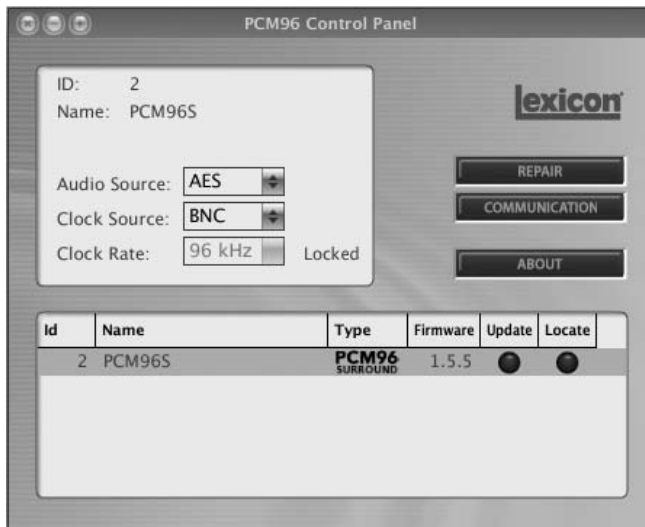 PCM96 Control Panel
ID: 2
Name: PCM96S
Audio Source: AES
Clock Source: BNC
Clock Rate: 96 kHz Locked
lexicon
REPAIR
COMMUNICATION
ABOUT
Id Name Type Firmware Update Locate
2 PCM96S PCM96 SURROUND 1.5.5